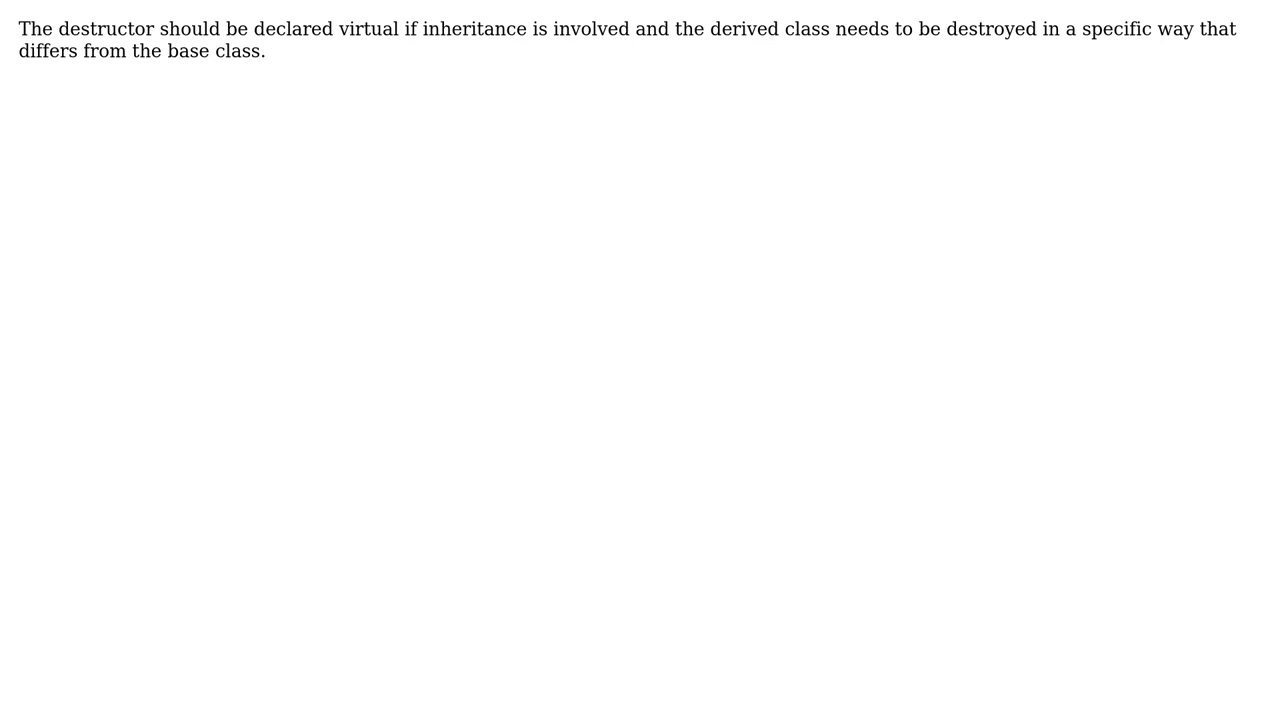 The destructor should be declared virtual if inheritance is involved and the derived class needs to be destroyed in a specific way that
differs from the base class.